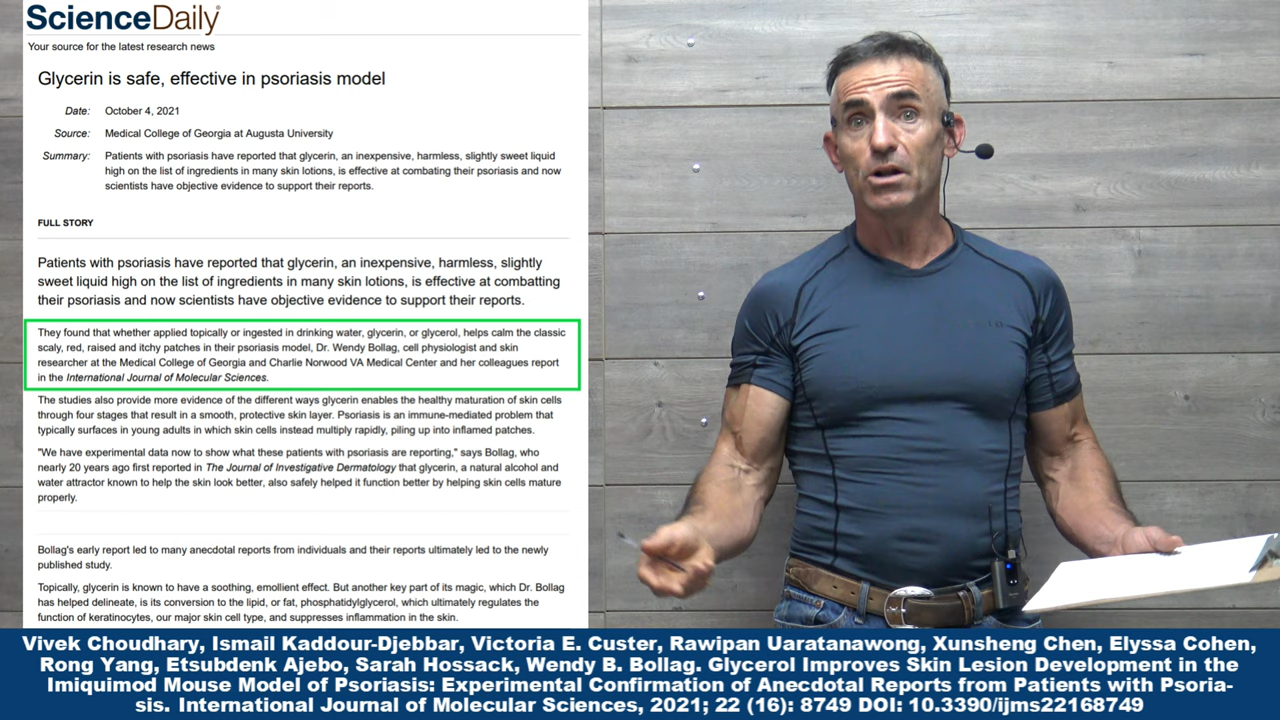 ScienceDaily
Your source for the latest research news
Glycerin is safe, effective in psoriasis model
Date: October 4, 2021
Source: Medical College of Georgia at Augusta University
Summary: Patients with psoriasis have reported that glycerin, an inexpensive, harmless, slightly sweet liquid
high on the list of ingredients in many skin lotions, is effective at combating their psoriasis and now
scientists have objective evidence to support their reports.
FULL STORY
Patients with psoriasis have reported that glycerin, an inexpensive, harmless, slightly
sweet liquid high on the list of ingredients in many skin lotions, is effective at combatting
their psoriasis and now scientists have objective evidence to support their reports.
They found that whether applied topically or ingested in drinking water, glycerin, or glycerol, helps calm the classic
scaly, red, raised and itchy patches in their psoriasis model, Dr. Wendy Bollag, cell physiologist and skin
researcher at the Medical College of Georgia and Charlie Norwood VA Medical Center and her colleagues report
in the International Journal of Molecular Sciences.
The studies also provide more evidence of the different ways glycerin enables the healthy maturation of skin cells
through four stages that result in a smooth, protective skin layer. Psoriasis is an immune-mediated problem that
typically surfaces in young adults in which skin cells instead multiply rapidly, piling up into inflamed patches.
"We have experimental data now to show what these patients with psoriasis are reporting," says Bollag, who
nearly 20 years ago first reported in The Journal of Investigative Dermatology that glycerin, a natural alcohol and
water attractor known to help the skin look better, also safely helped it function better by helping skin cells mature
properly.
Bollag's early report led to many anecdotal reports from individuals and their reports ultimately led to the newly
published study.
Topically, glycerin is known to have a soothing, emollient effect. But another key part of its magic, which Dr. Bollag
has helped delineate, is its conversion to the lipid, or fat, phosphatidylglycerol, which ultimately regulates the
function of keratinocytes, our major skin cell type, and suppresses inflammation in the skin.
Vivek Choudhary, Ismail Kaddour-Djebbar, Victoria E. Custer, Rawipan Uaratanawong, Xunsheng Chen, Elyssa Cohen,
Rong Yang, Etsubdenk Ajebo, Sarah Hossack, Wendy B. Bollag. Glycerol Improves Skin Lesion Development in the
Imiquimod Mouse Model of Psoriasis: Experimental Confirmation of Anecdotal Reports from Patients with Psoria-
sis. International Journal of Molecular Sciences, 2021; 22 (16): 8749 DOI: 10.3390/ijms22168749